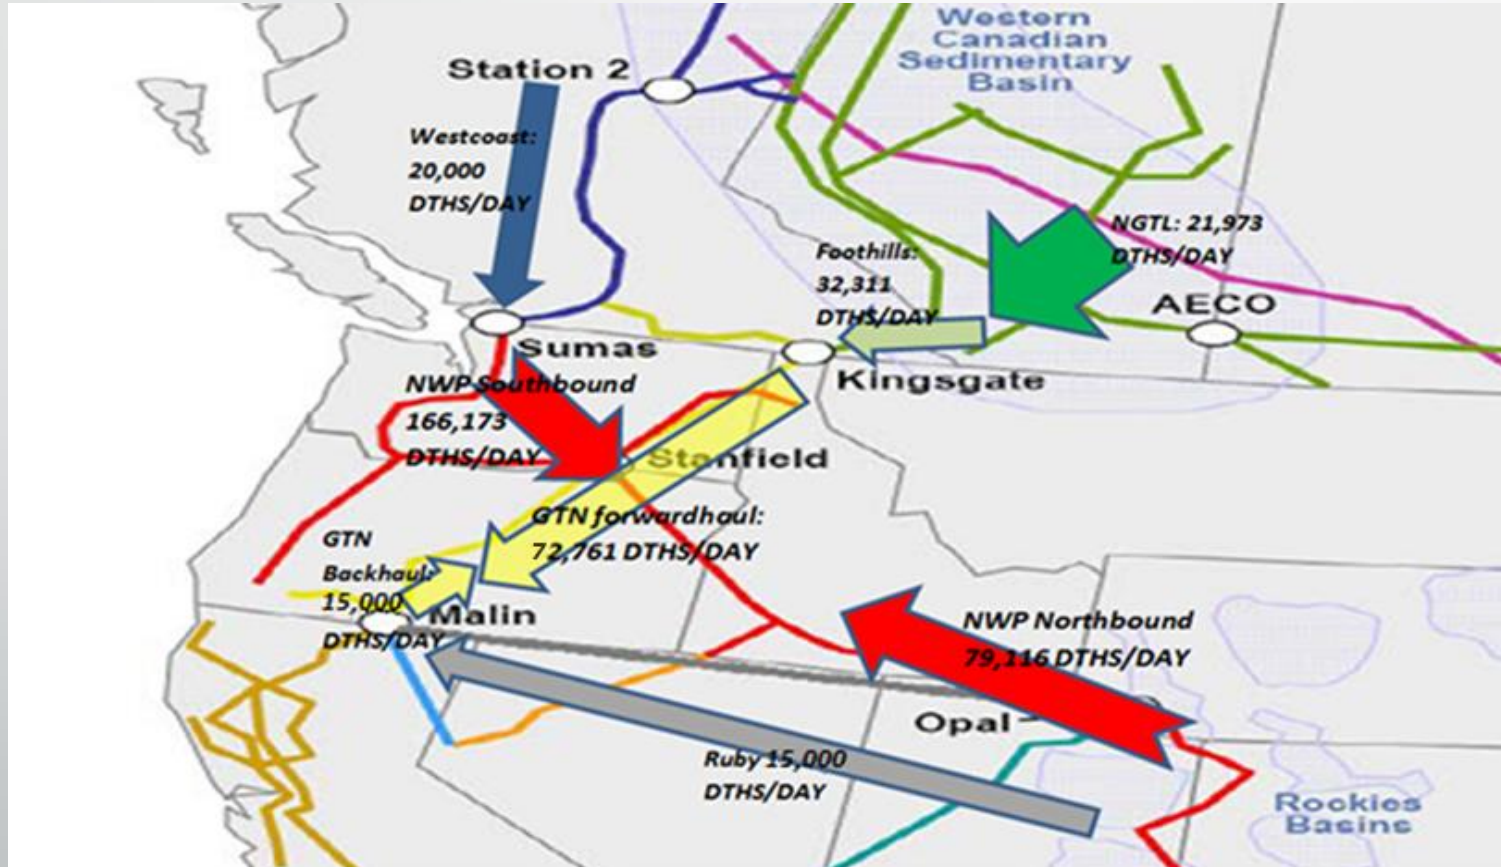 Western
Canadian
Sedimentary
Basin
Station 2
Westcoast:
20,000
DTHS/DAY
NGTL: 21,973
DTHS/DAY
Foothills:
32,311
DTHS/DAY
AECO
Sumas
Kingsgate
NWP Southbound
166,173
DTHS/DAY
Stanfield
GTN forwardhaul:
72,761 DTHS/DAY
GTN
Backhaul:
15,000
DTHS/DAY
Malin
NWP Northbound
79,116 DTHS/DAY
Opal
Ruby 15,000
DTHS/DAY
Rockies
Basins